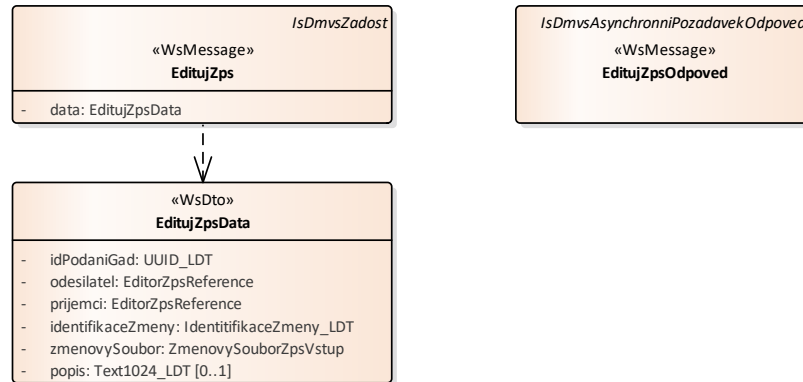 IsDmvsZadost
«WsMessage»
EditujZps
- data: EditujZpsData
IsDmvsAsynchronniPozadavekOdpoved
«WsMessage»
EditujZpsOdpoved
«WsDto»
EditujZpsData
- idPodaniGad: UUID_LDT
- odesilatel: EditorZpsReference
- prijemci: EditorZpsReference
- identifikaceZmeny: IdentitifikaceZmeny_LDT
- zmenovySoubor: ZmenovySouborZpsVstup
- popis: Text1024_LDT [0..1]